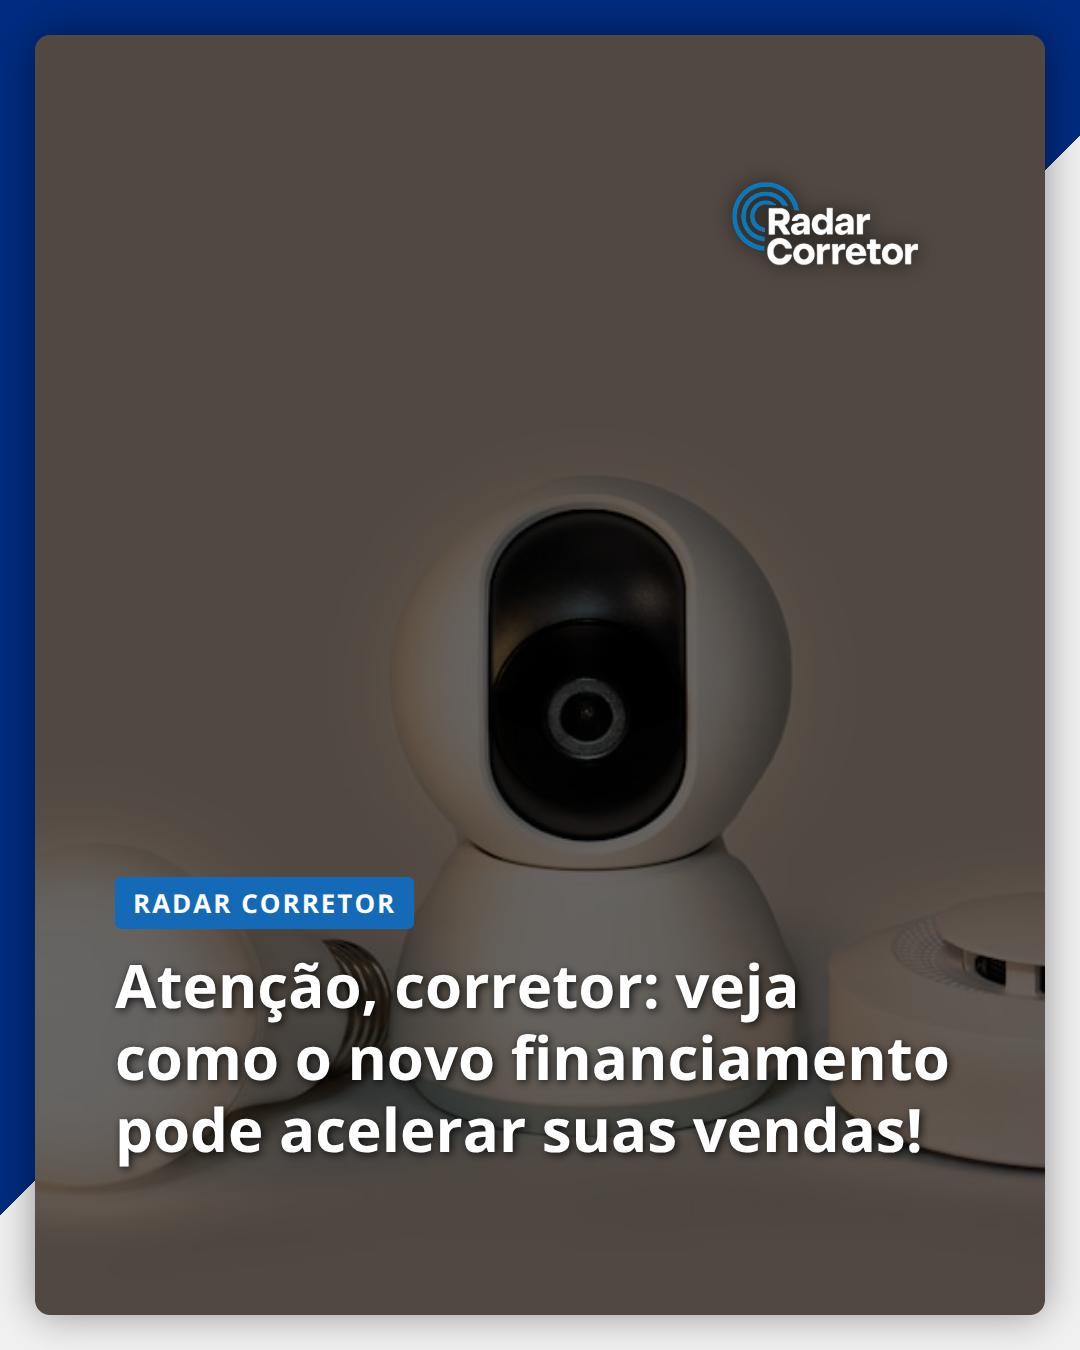 Radar
Corretor
RADAR CORRETOR
Atenção, corretor: veja
como o novo financiamento
pode acelerar suas vendas!